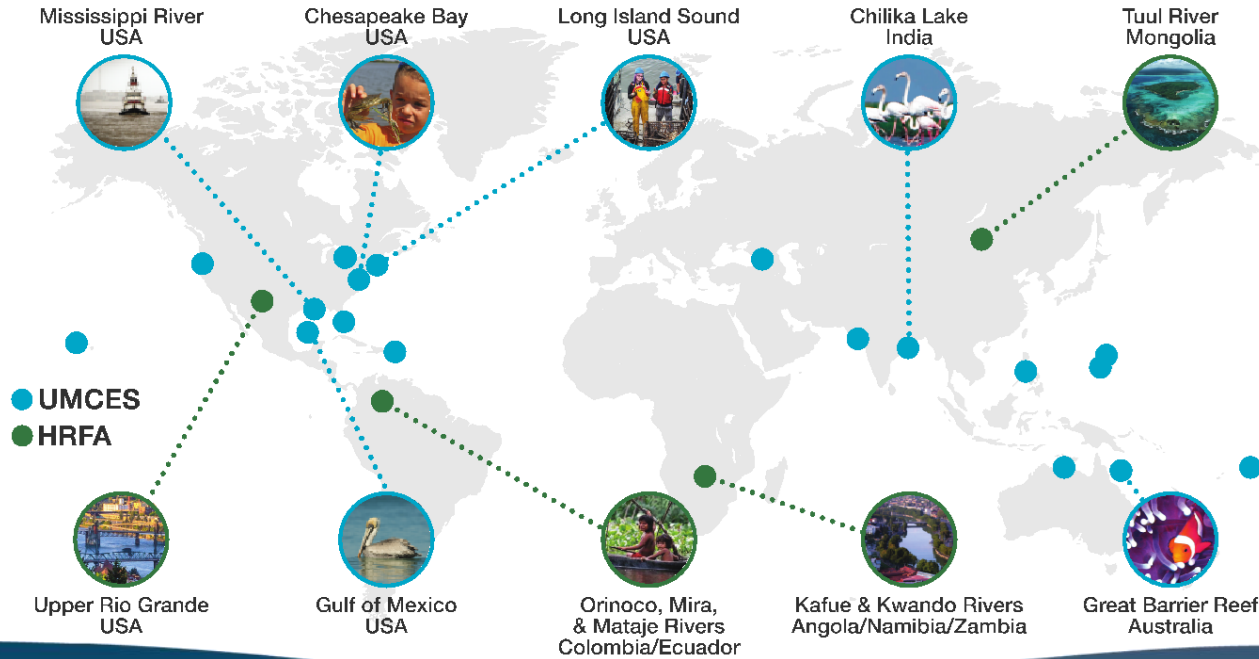 Mississippi River
USA
Chesapeake Bay
USA
Long Island Sound
USA
Chilika Lake
India
Tuul River
Mongolia
UMCES
HRFA
Upper Rio Grande
USA
Gulf of Mexico
USA
Orinoco, Mira,
& Mataje Rivers
Colombia/Ecuador
Kafue & Kwando Rivers
Angola/Namibia/Zambia
Great Barrier Reef
Australia